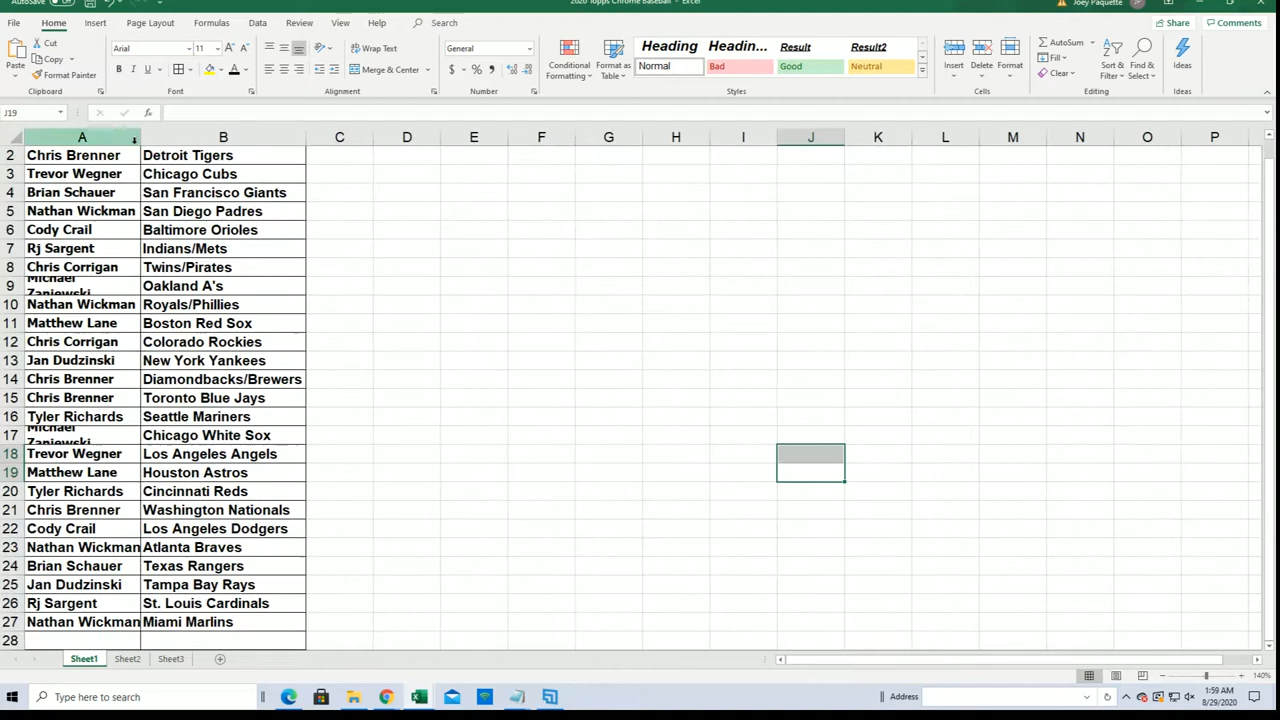 AutoSave Off 2020 Topps Chrome Baseball - Excel Joey Paquette JP
File Home Insert Page Layout Formulas Data Review View Help Search Share Comments
Paste Cut Copy Format Painter Clipboard
Arial 11 Font
Wrap Text Merge & Center Alignment
General Number
Conditional Formatting Format as Table
Heading Headin... Result Result2
Normal Bad Good Neutral
Styles
Insert Delete Format Cells
AutoSum Fill Clear Sort & Filter Find & Select Editing
Ideas Ideas
J19 fx
A B C D E F G H I J K L M N O P
2 Chris Brenner Detroit Tigers
3 Trevor Wegner Chicago Cubs
4 Brian Schauer San Francisco Giants
5 Nathan Wickman San Diego Padres
6 Cody Crail Baltimore Orioles
7 Rj Sargent Indians/Mets
8 Chris Corrigan Twins/Pirates
9 Michael Zaniewski Oakland A's
10 Nathan Wickman Royals/Phillies
11 Matthew Lane Boston Red Sox
12 Chris Corrigan Colorado Rockies
13 Jan Dudzinski New York Yankees
14 Chris Brenner Diamondbacks/Brewers
15 Chris Brenner Toronto Blue Jays
16 Tyler Richards Seattle Mariners
17 Michael Zaniewski Chicago White Sox
18 Trevor Wegner Los Angeles Angels
19 Matthew Lane Houston Astros
20 Tyler Richards Cincinnati Reds
21 Chris Brenner Washington Nationals
22 Cody Crail Los Angeles Dodgers
23 Nathan Wickman Atlanta Braves
24 Brian Schauer Texas Rangers
25 Jan Dudzinski Tampa Bay Rays
26 Rj Sargent St. Louis Cardinals
27 Nathan Wickman Miami Marlins
28
Sheet1 Sheet2 Sheet3
140%
Type here to search Address 1:59 AM
8/29/2020